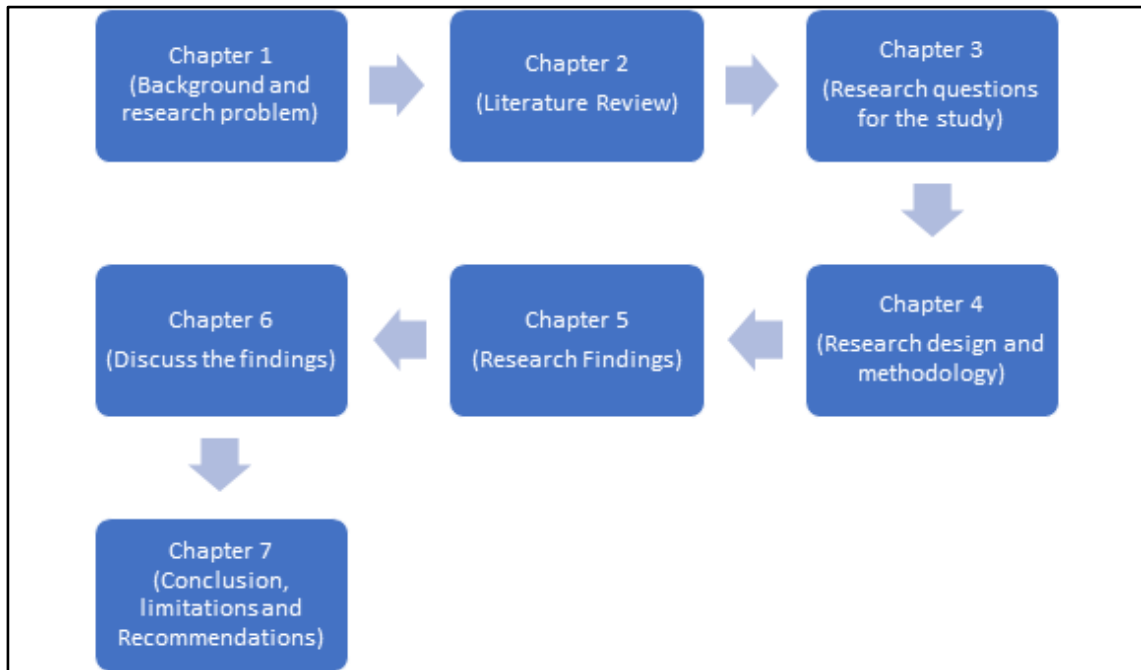 Chapter 1
(Background and
research problem)
Chapter 2
(Literature Review)
Chapter 3
(Research questions
for the study)
Chapter 4
(Research design and
methodology)
Chapter 5
(Research Findings)
Chapter 6
(Discuss the findings)
Chapter 7
(Conclusion,
limitations and
Recommendations)